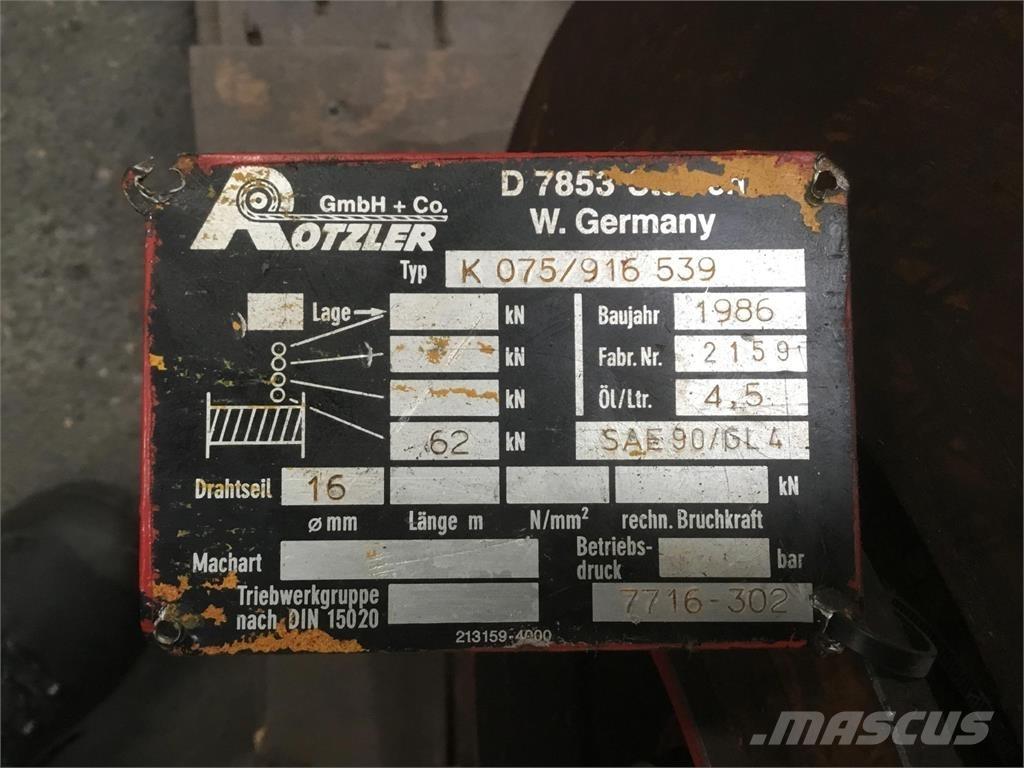 D 7853
GmbH + Co.
ROTZLER
W. Germany
Typ K 075/916 539
Lage kN
Baujahr 1986
kN
Fabr. Nr. 2159
kN
Öl/Ltr. 4,5
62 kN
SAE 90/GL 4
Drahtseil 16 kN
ø mm Länge m N/mm² rechn. Bruchkraft
Machart
Betriebs-
druck bar
Triebwerkgruppe
nach DIN 15020
7716-302
213159-4000
MASCUS